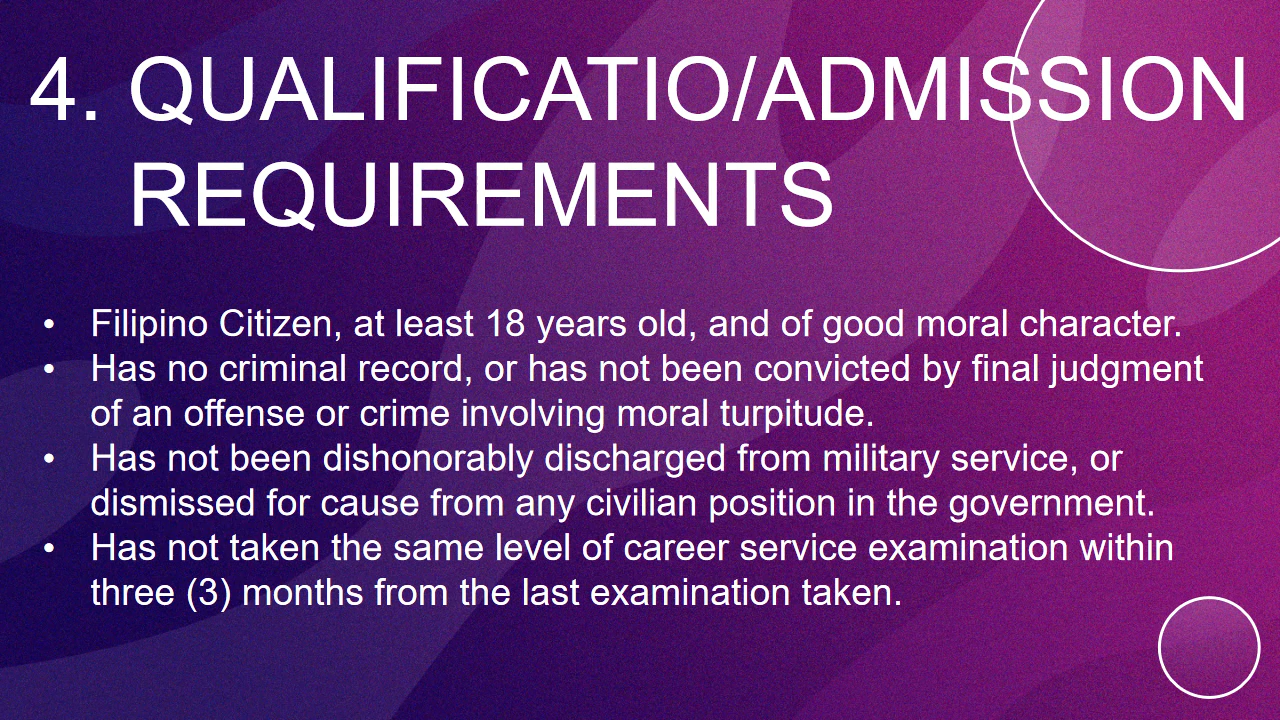 4. QUALIFICATIO/ADMISSION
REQUIREMENTS
• Filipino Citizen, at least 18 years old, and of good moral character.
• Has no criminal record, or has not been convicted by final judgment
of an offense or crime involving moral turpitude.
• Has not been dishonorably discharged from military service, or
dismissed for cause from any civilian position in the government.
• Has not taken the same level of career service examination within
three (3) months from the last examination taken.